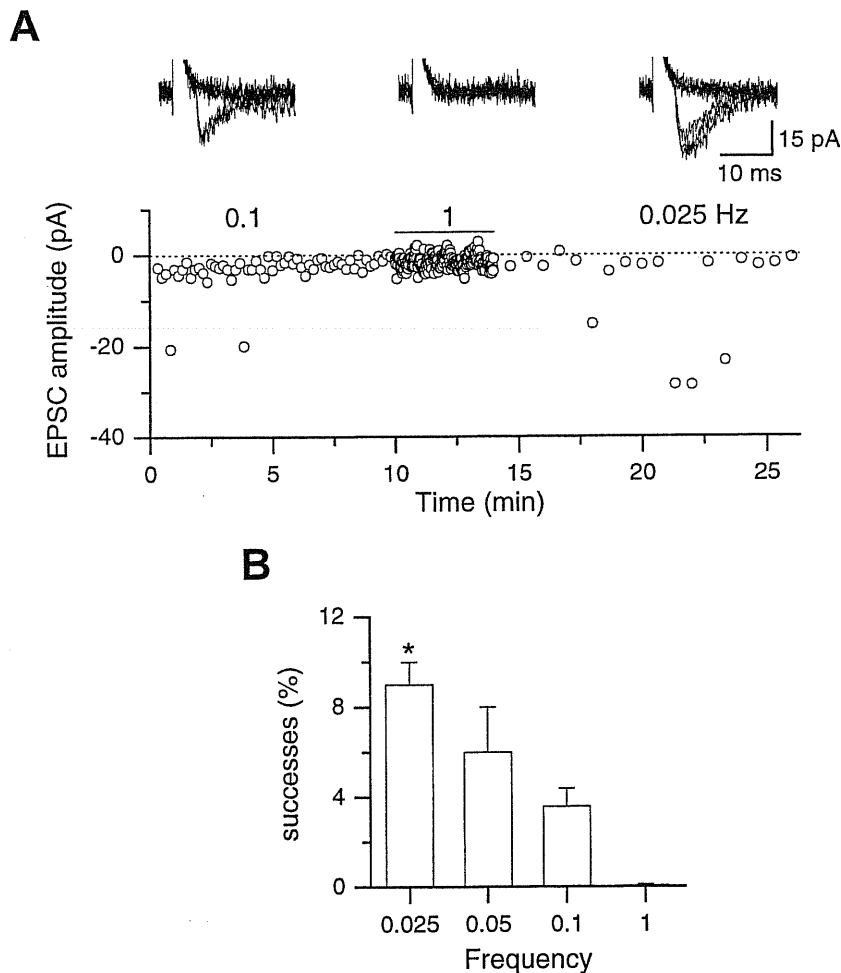 A
15 pA
10 ms
0.1
1
0.025 Hz
EPSC amplitude (pA)
0
-20
-40
0
5
10
15
20
25
Time (min)
B
successes (%)
12
8
4
0
*
0.025
0.05
0.1
1
Frequency